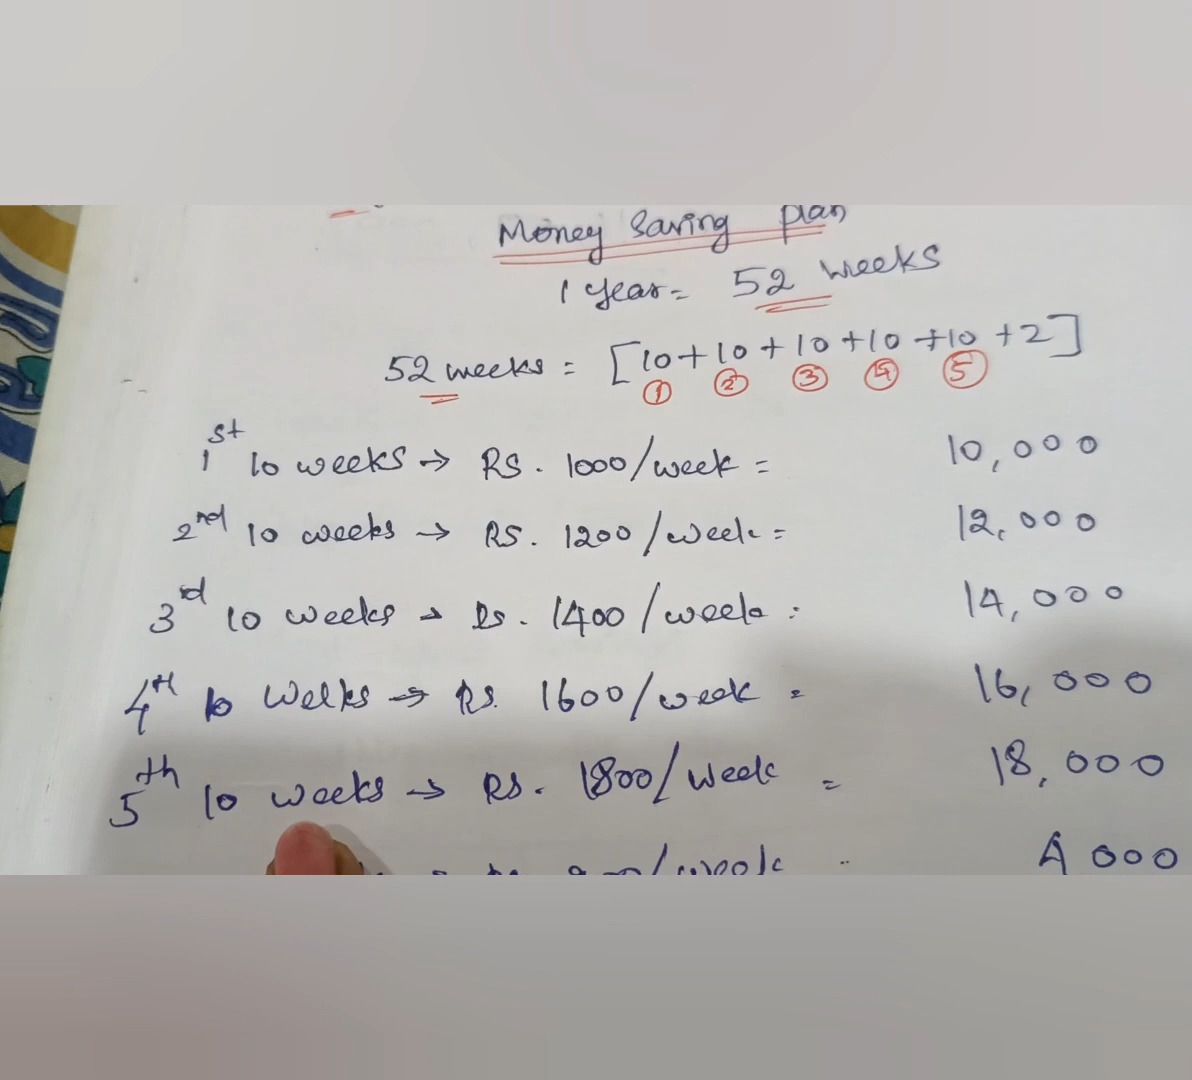 Money Saving plan
1 year = 52 weeks
52 weeks = [10+10+10+10+10+2]
① ② ③ ④ ⑤
1st 10 weeks → RS. 1000/week = 10,000
2nd 10 weeks → RS. 1200/week = 12,000
3rd 10 weeks → Rs. 1400/week = 14,000
4th 10 weeks → Rs. 1600/week = 16,000
5th 10 weeks → RS. 1800/week = 18,000
/week 4 000